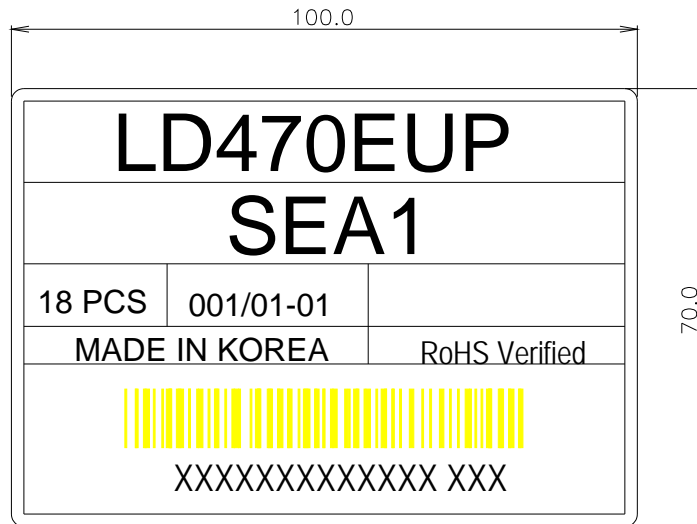 100.0
LD470EUP
SEA1
18 PCS 001/01-01
70.0
MADE IN KOREA RoHS Verified
XXXXXXXXXXXXX XXX